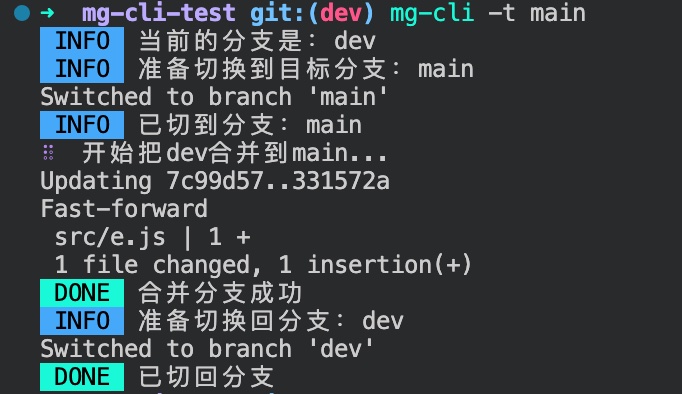 ➜ mg-cli-test git:(dev) mg-cli -t main
INFO 当前的分支是：dev
INFO 准备切换到目标分支：main
Switched to branch 'main'
INFO 已切到分支：main
⠿ 开始把dev合并到main...
Updating 7c99d57..331572a
Fast-forward
src/e.js | 1 +
1 file changed, 1 insertion(+)
DONE 合并分支成功
INFO 准备切换回分支：dev
Switched to branch 'dev'
DONE 已切回分支